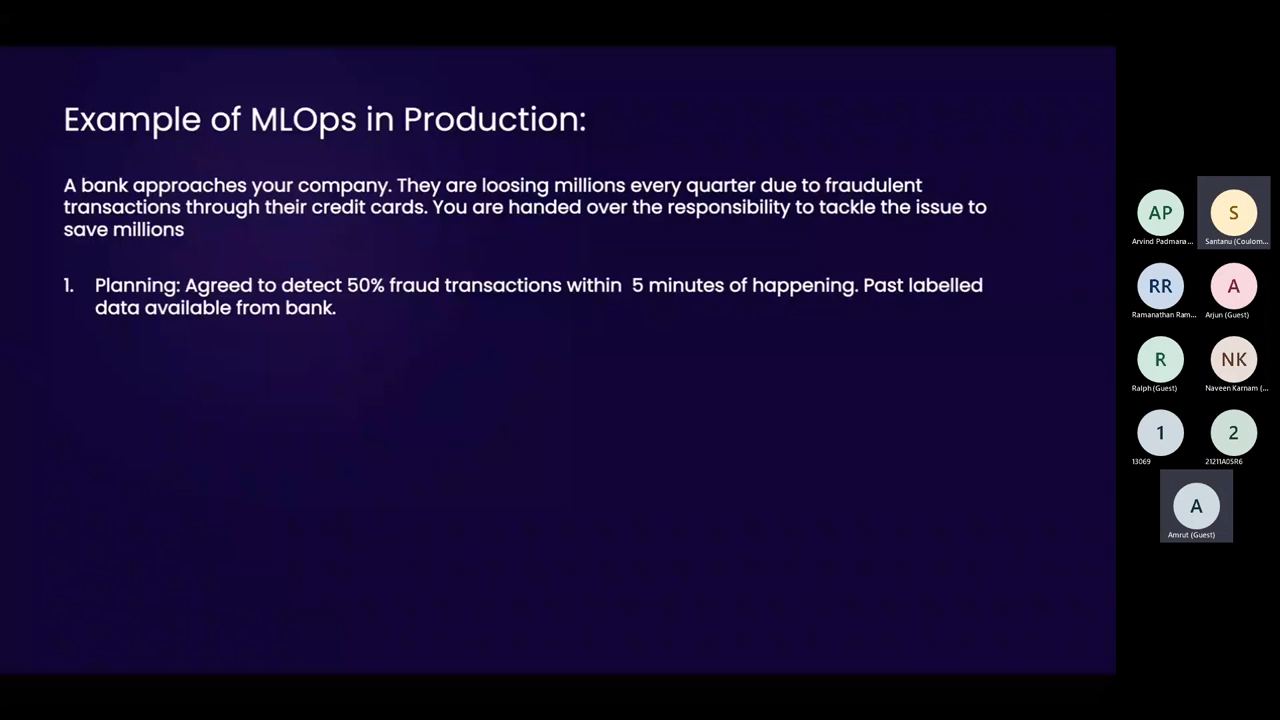 Example of MLOps in Production:
A bank approaches your company. They are loosing millions every quarter due to fraudulent
transactions through their credit cards. You are handed over the responsibility to tackle the issue to
save millions
1. Planning: Agreed to detect 50% fraud transactions within 5 minutes of happening. Past labelled
data available from bank.
AP
Arvind Padmana...
S
Santanu (Coulom...
RR
Ramanathan Ram...
A
Arjun (Guest)
R
Ralph (Guest)
NK
Naveen Karnam (...
1
13069
2
21211A05R6
A
Amrut (Guest)